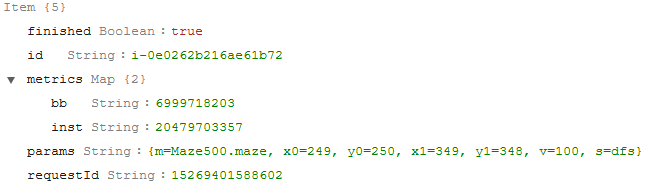 Item {5}
finished Boolean : true
id String : i-0e0262b216ae61b72
▼ metrics Map {2}
bb String : 6999718203
inst String : 20479703357
params String : {m=Maze500.maze, x0=249, y0=250, x1=349, y1=348, v=100, s=dfs}
requestId String : 15269401588602